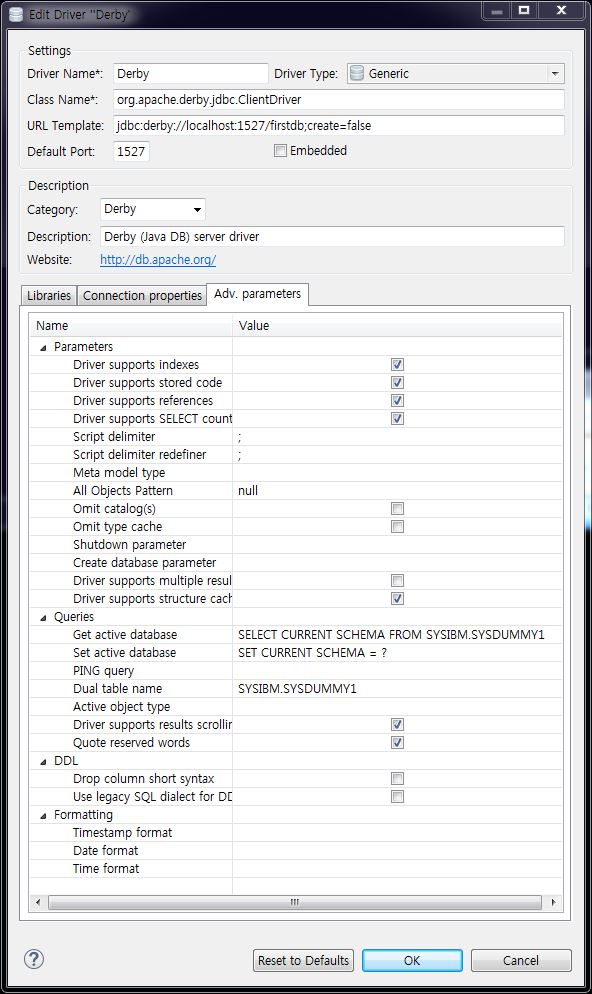 Edit Driver "Derby'
Settings
Driver Name*: Derby Driver Type: Generic
Class Name*: org.apache.derby.jdbc.ClientDriver
URL Template: jdbc:derby://localhost:1527/firstdb;create=false
Default Port: 1527 Embedded
Description
Category: Derby
Description: Derby (Java DB) server driver
Website: http://db.apache.org/
Libraries Connection properties Adv. parameters
Name Value
Parameters
Driver supports indexes
Driver supports stored code
Driver supports references
Driver supports SELECT count
Script delimiter ;
Script delimiter redefiner ;
Meta model type
All Objects Pattern null
Omit catalog(s)
Omit type cache
Shutdown parameter
Create database parameter
Driver supports multiple resul
Driver supports structure cach
Queries
Get active database SELECT CURRENT SCHEMA FROM SYSIBM.SYSDUMMY1
Set active database SET CURRENT SCHEMA = ?
PING query
Dual table name SYSIBM.SYSDUMMY1
Active object type
Driver supports results scrollin
Quote reserved words
DDL
Drop column short syntax
Use legacy SQL dialect for DD
Formatting
Timestamp format
Date format
Time format
? Reset to Defaults OK Cancel